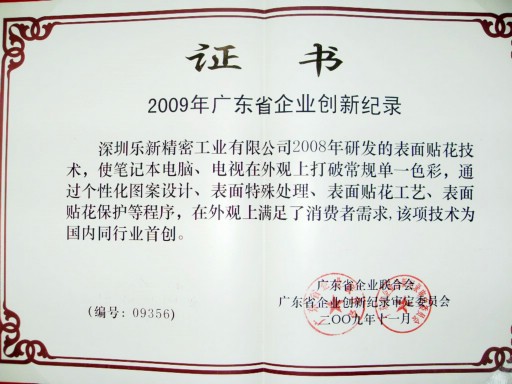 证 书
2009年广东省企业创新纪录
深圳乐新精密工业有限公司2008年研发的表面贴花技
术，使笔记本电脑、电视在外观上打破常规单一色彩，通
过个性化图案设计、表面特殊处理、表面贴花工艺、表面
贴花保护等程序，在外观上满足了消费者需求,该项技术为
国内同行业首创。
广东省企业联合会
广东省企业创新纪录审定委员会
(编号：09356)
二〇〇九年十一月